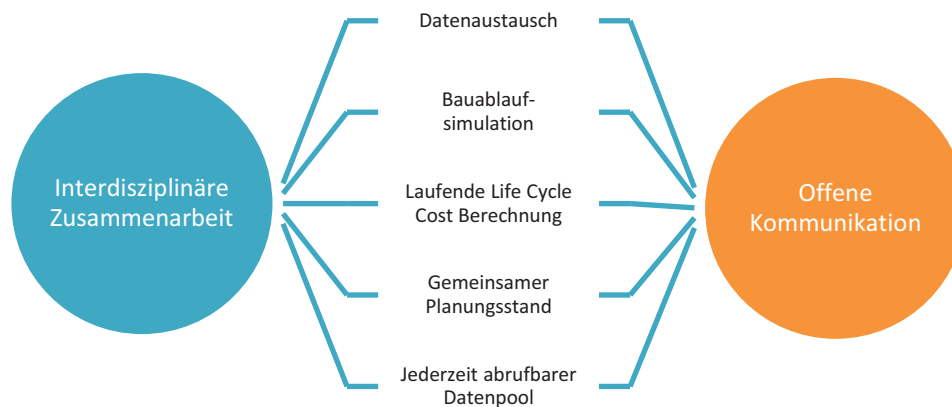 Interdisziplinäre
Zusammenarbeit
Datenaustausch
Bauablauf-
simulation
Laufende Life Cycle
Cost Berechnung
Gemeinsamer
Planungsstand
Jederzeit abrufbarer
Datenpool
Offene
Kommunikation